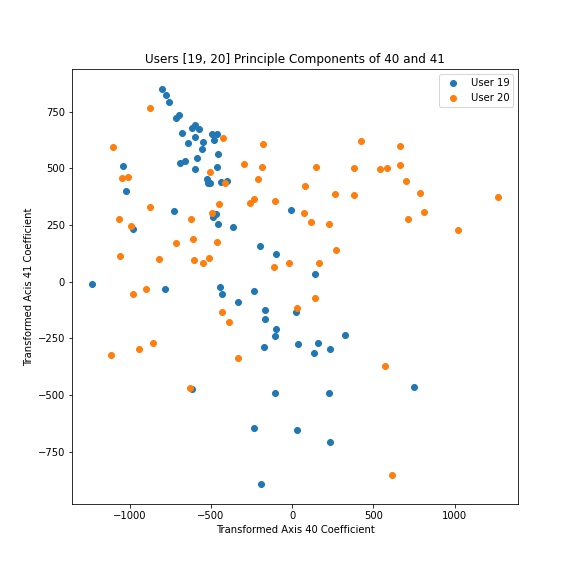 Users [19, 20] Principle Components of 40 and 41
User 19
User 20
750
500
250
0
−250
−500
−750
Transformed Acis 41 Coefficient
−1000
−500
0
500
1000
Transformed Axis 40 Coefficient